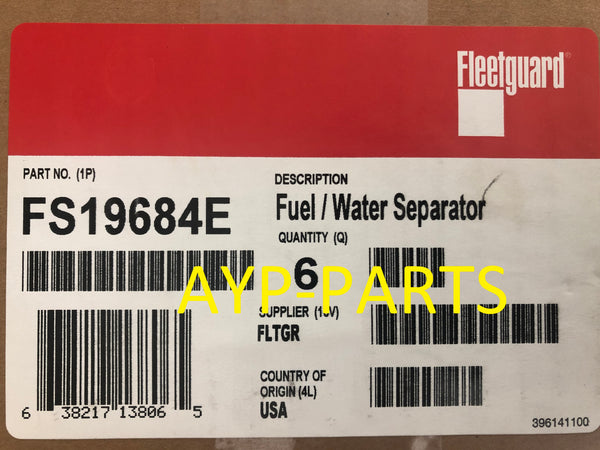 Fleetguard®
PART NO. (1P)
FS19684E
DESCRIPTION
Fuel / Water Separator
QUANTITY (Q)
6
AYP-PARTS
SUPPLIER (13V)
FLTGR
6 38217 13806 5
COUNTRY OF
ORIGIN (4L)
USA
396141100